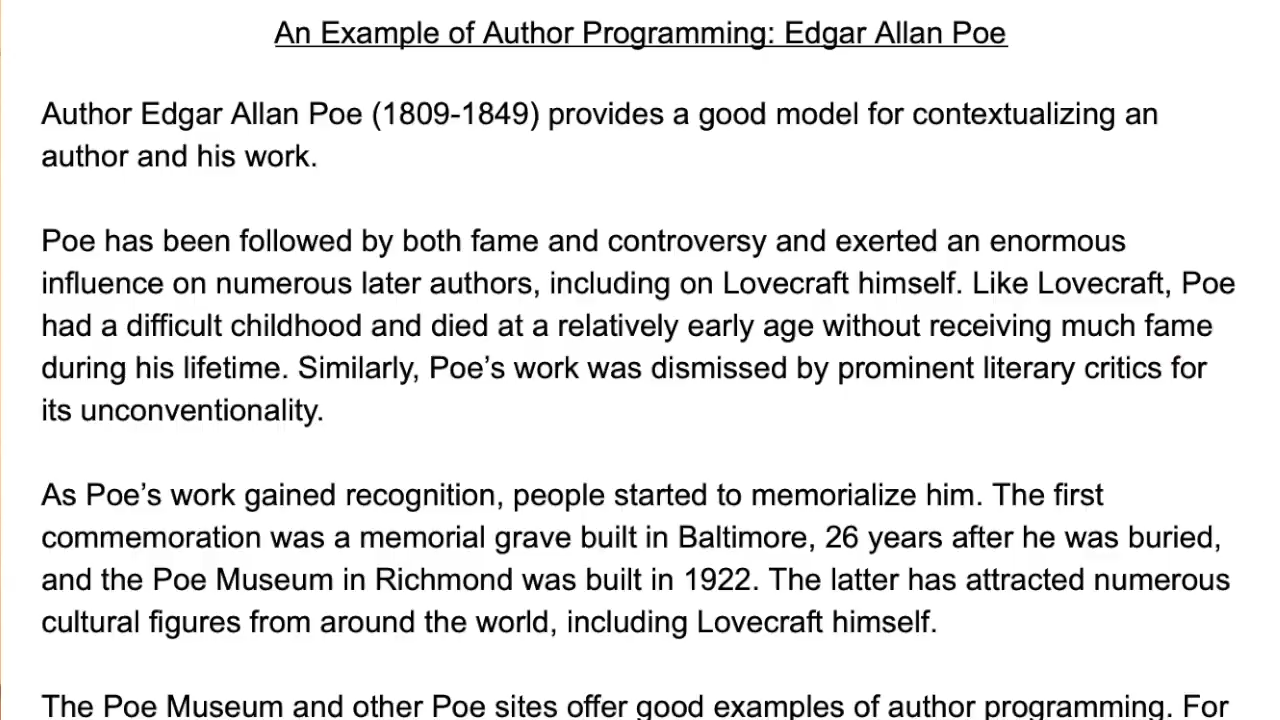 An Example of Author Programming: Edgar Allan Poe
Author Edgar Allan Poe (1809-1849) provides a good model for contextualizing an
author and his work.
Poe has been followed by both fame and controversy and exerted an enormous
influence on numerous later authors, including on Lovecraft himself. Like Lovecraft, Poe
had a difficult childhood and died at a relatively early age without receiving much fame
during his lifetime. Similarly, Poe’s work was dismissed by prominent literary critics for
its unconventionality.
As Poe’s work gained recognition, people started to memorialize him. The first
commemoration was a memorial grave built in Baltimore, 26 years after he was buried,
and the Poe Museum in Richmond was built in 1922. The latter has attracted numerous
cultural figures from around the world, including Lovecraft himself.
The Poe Museum and other Poe sites offer good examples of author programming. For